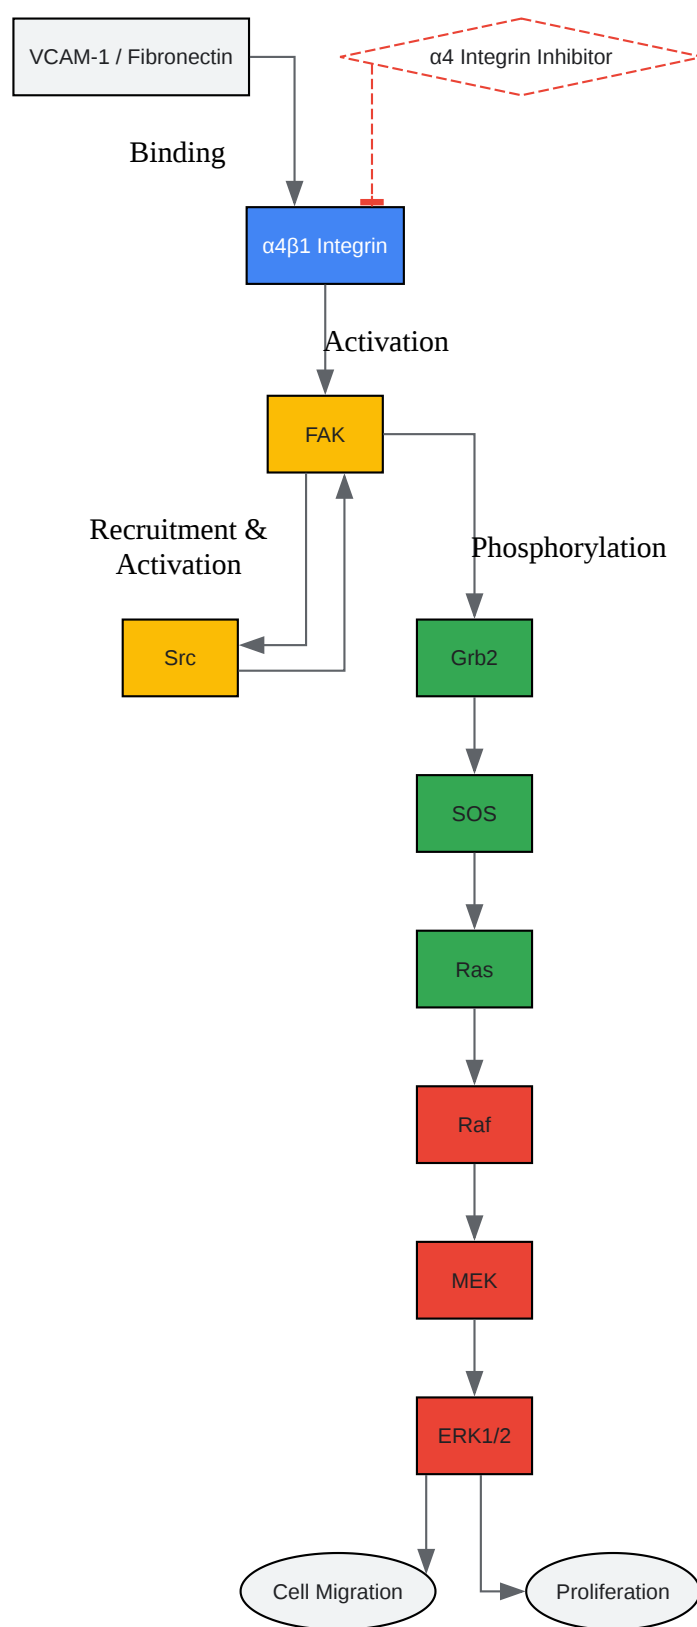 VCAM-1 / Fibronectin
α4 Integrin Inhibitor
Binding
α4β1 Integrin
Activation
FAK
Recruitment &
Activation
Phosphorylation
Src
Grb2
SOS
Ras
Raf
MEK
ERK1/2
Cell Migration
Proliferation